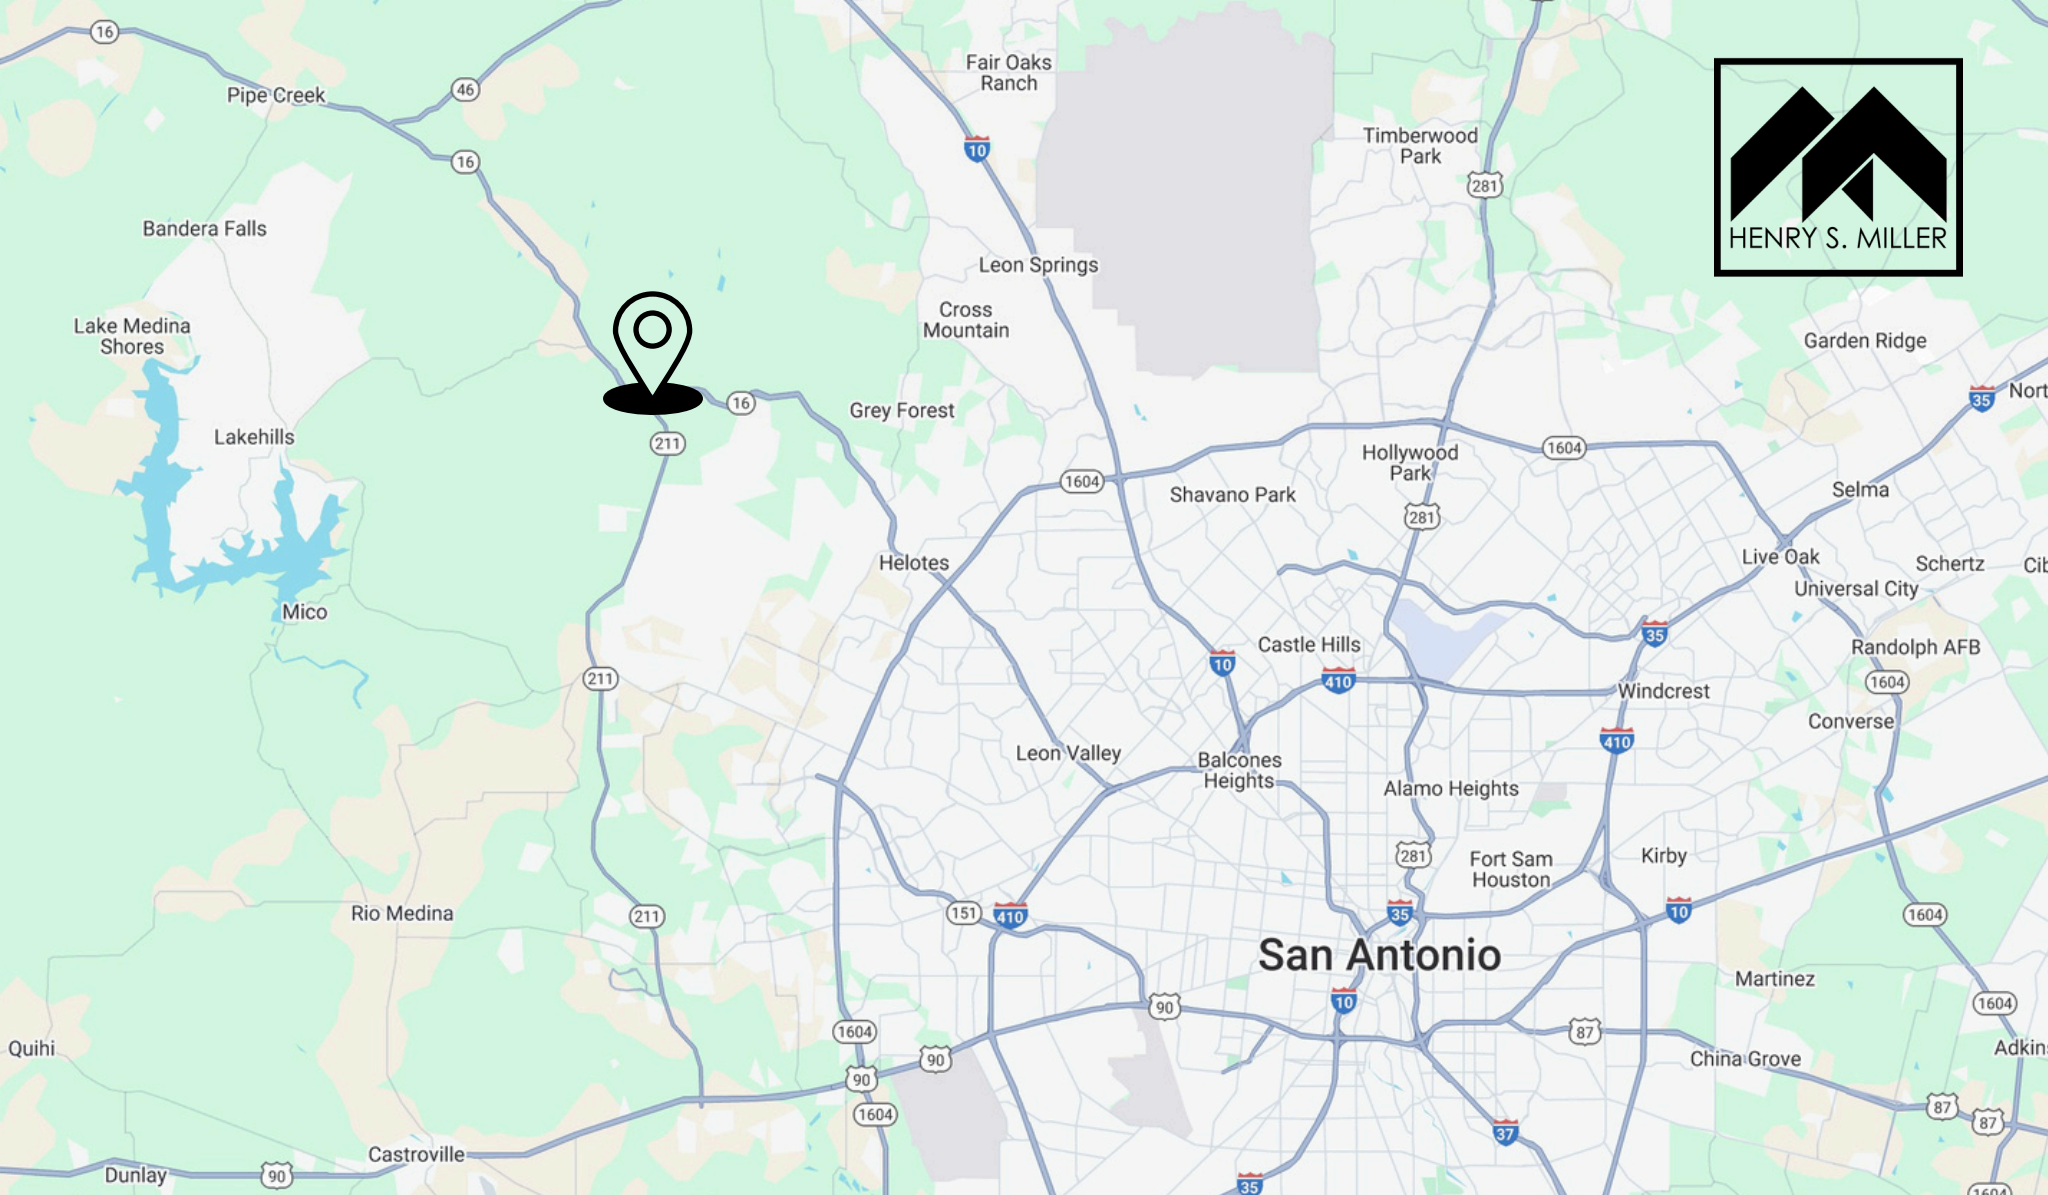 16
Fair Oaks
Ranch
46
Pipe Creek
10
Timberwood
Park
16
281
Bandera Falls
HENRY S. MILLER
Leon Springs
Cross
Mountain
Lake Medina
Shores
Garden Ridge
16
Grey Forest
35
Nort
Lakehills
211
1604
Hollywood
Park
1604
Shavano Park
Selma
281
Helotes
Live Oak
Schertz
Cib
Universal City
Mico
35
Castle Hills
Randolph AFB
10
410
211
1604
Windcrest
Converse
410
Leon Valley
Balcones
Heights
Alamo Heights
281
Fort Sam
Houston
Kirby
Rio Medina
211
151
410
35
10
1604
San Antonio
Martinez
10
90
1604
1604
87
Quihi
90
China Grove
Adkins
90
1604
87
87
37
Castroville
Dunlay
90
35
1604